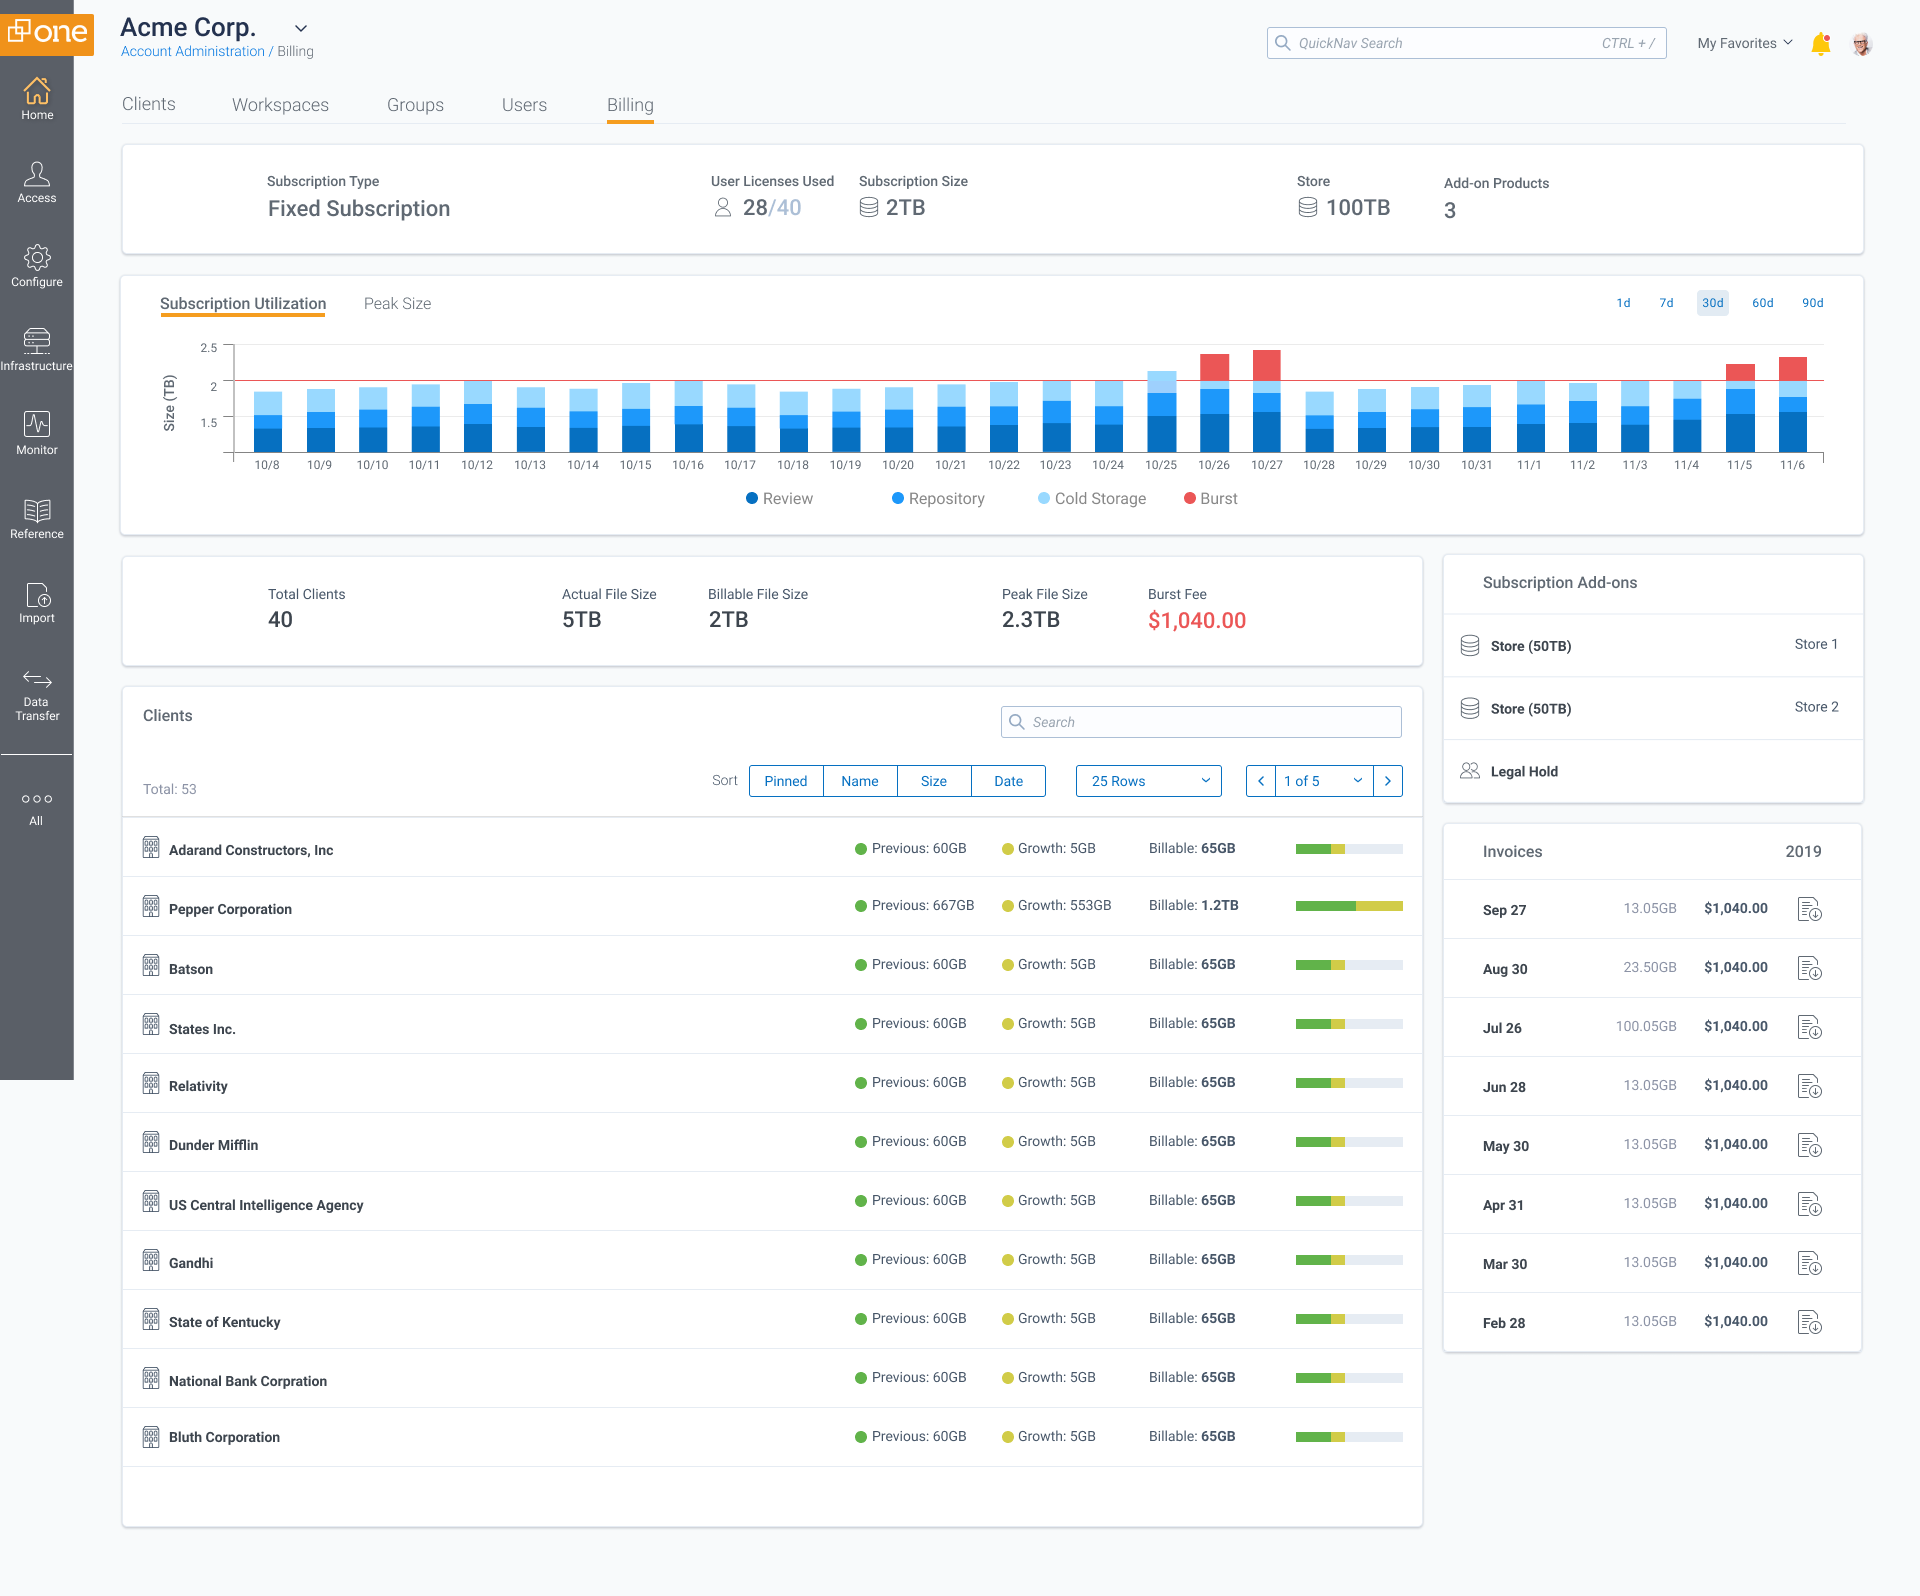 one
Acme Corp.
Account Administration / Billing
QuickNav Search CTRL + /
My Favorites
Home
Access
Configure
Infrastructure
Monitor
Reference
Import
Data
Transfer
All
Clients Workspaces Groups Users Billing
Subscription Type
Fixed Subscription
User Licenses Used
28/40
Subscription Size
2TB
Store
100TB
Add-on Products
3
Subscription Utilization Peak Size
1d 7d 30d 60d 90d
Size (TB)
2.5
2
1.5
10/8 10/9 10/10 10/11 10/12 10/13 10/14 10/15 10/16 10/17 10/18 10/19 10/20 10/21 10/22 10/23 10/24 10/25 10/26 10/27 10/28 10/29 10/30 10/31 11/1 11/2 11/3 11/4 11/5 11/6
Review Repository Cold Storage Burst
Total Clients
40
Actual File Size
5TB
Billable File Size
2TB
Peak File Size
2.3TB
Burst Fee
$1,040.00
Clients
Search
Total: 53
Sort Pinned Name Size Date
25 Rows
1 of 5
Adarand Constructors, Inc Previous: 60GB Growth: 5GB Billable: 65GB
Pepper Corporation Previous: 667GB Growth: 553GB Billable: 1.2TB
Batson Previous: 60GB Growth: 5GB Billable: 65GB
States Inc. Previous: 60GB Growth: 5GB Billable: 65GB
Relativity Previous: 60GB Growth: 5GB Billable: 65GB
Dunder Mifflin Previous: 60GB Growth: 5GB Billable: 65GB
US Central Intelligence Agency Previous: 60GB Growth: 5GB Billable: 65GB
Gandhi Previous: 60GB Growth: 5GB Billable: 65GB
State of Kentucky Previous: 60GB Growth: 5GB Billable: 65GB
National Bank Corpration Previous: 60GB Growth: 5GB Billable: 65GB
Bluth Corporation Previous: 60GB Growth: 5GB Billable: 65GB
Subscription Add-ons
Store (50TB) Store 1
Store (50TB) Store 2
Legal Hold
Invoices 2019
Sep 27 13.05GB $1,040.00
Aug 30 23.50GB $1,040.00
Jul 26 100.05GB $1,040.00
Jun 28 13.05GB $1,040.00
May 30 13.05GB $1,040.00
Apr 31 13.05GB $1,040.00
Mar 30 13.05GB $1,040.00
Feb 28 13.05GB $1,040.00